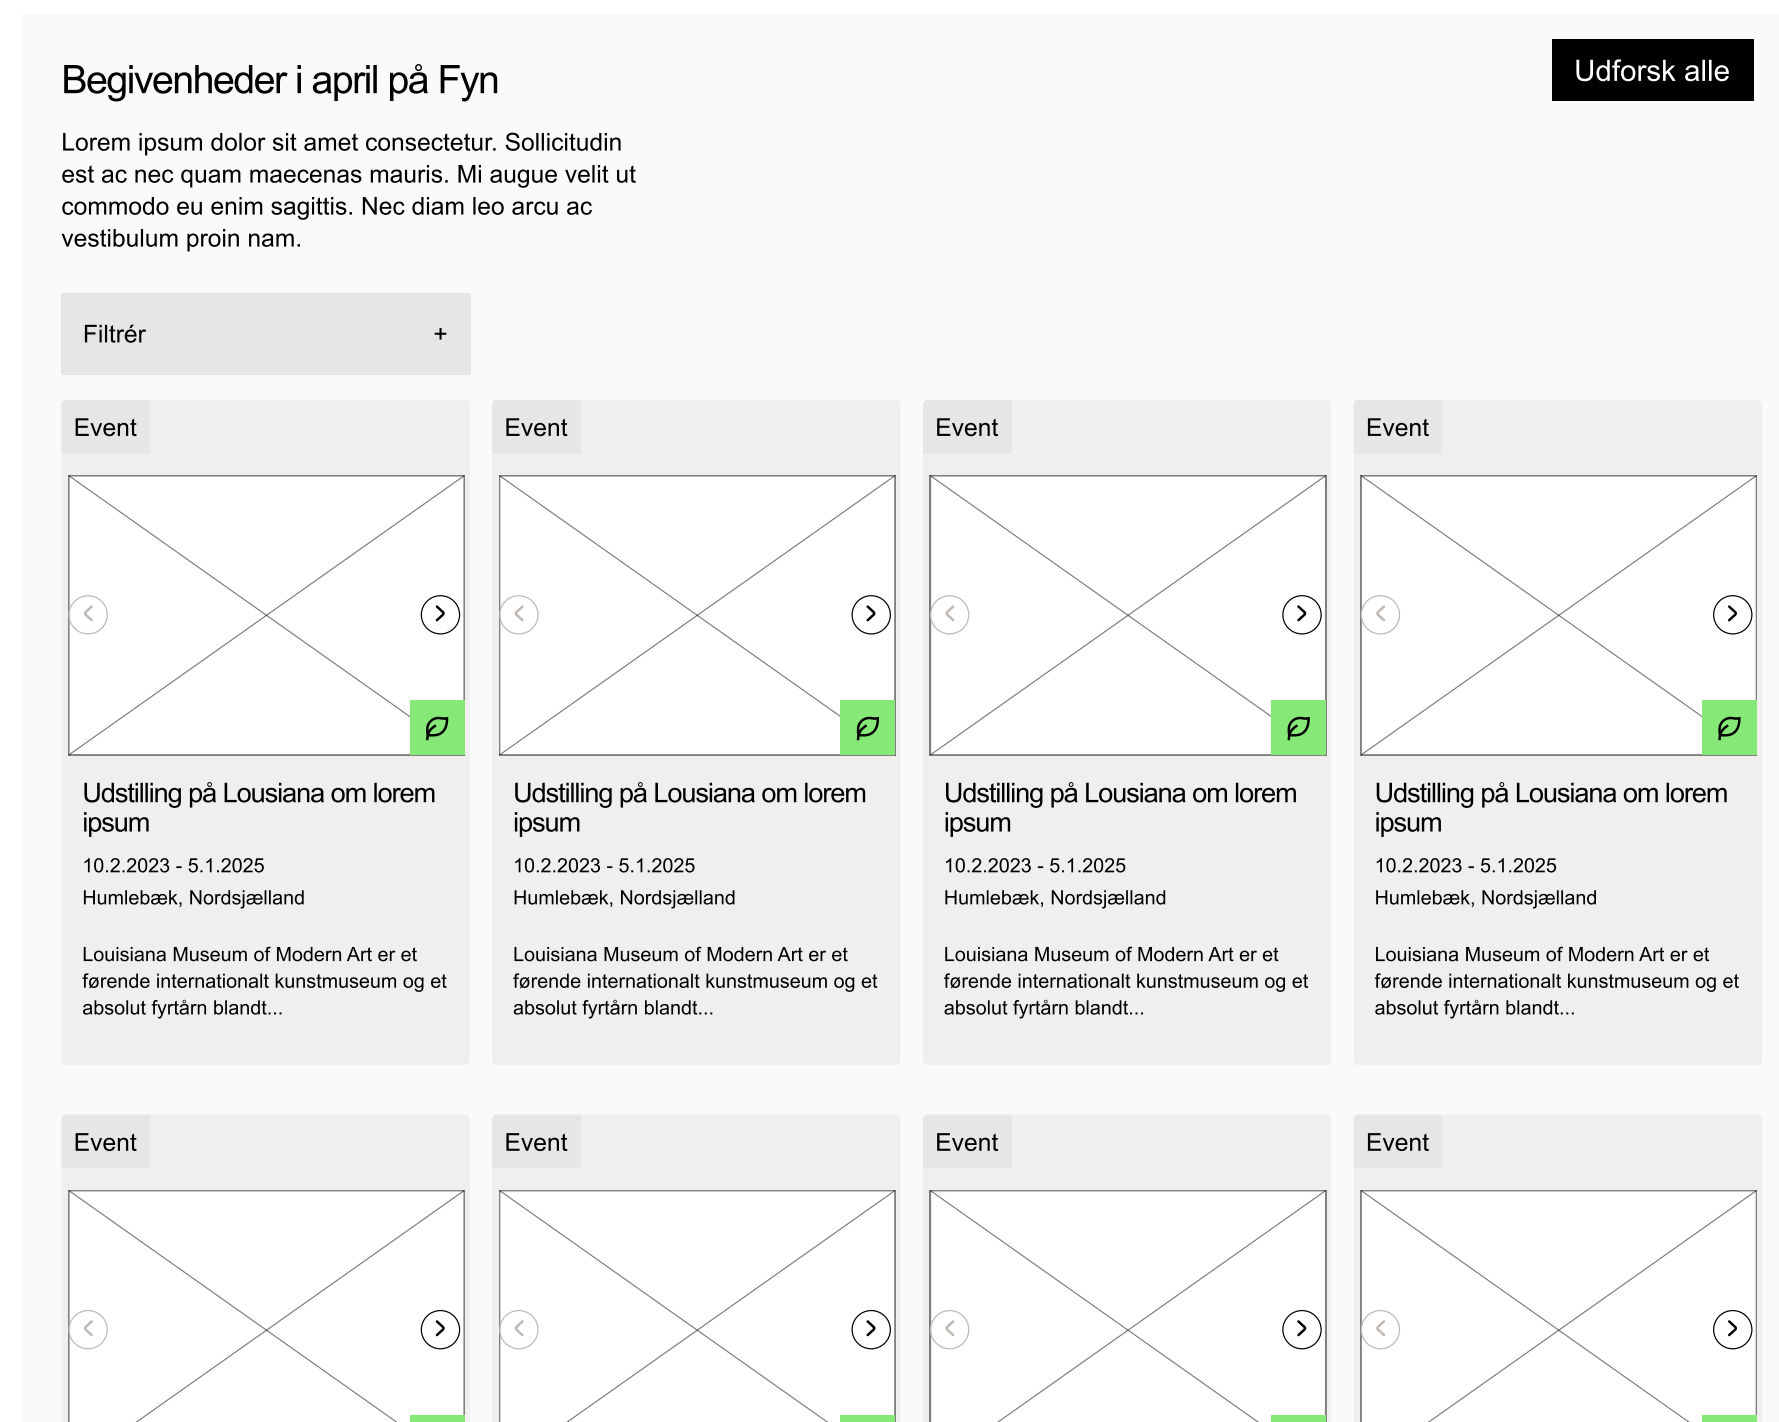 Begivenheder i april på Fyn
Udforsk alle
Lorem ipsum dolor sit amet consectetur. Sollicitudin
est ac nec quam maecenas mauris. Mi augue velit ut
commodo eu enim sagittis. Nec diam leo arcu ac
vestibulum proin nam.
Filtrér +
Event
Udstilling på Lousiana om lorem
ipsum
10.2.2023 - 5.1.2025
Humlebæk, Nordsjælland
Louisiana Museum of Modern Art er et
førende internationalt kunstmuseum og et
absolut fyrtårn blandt...
Event
Udstilling på Lousiana om lorem
ipsum
10.2.2023 - 5.1.2025
Humlebæk, Nordsjælland
Louisiana Museum of Modern Art er et
førende internationalt kunstmuseum og et
absolut fyrtårn blandt...
Event
Udstilling på Lousiana om lorem
ipsum
10.2.2023 - 5.1.2025
Humlebæk, Nordsjælland
Louisiana Museum of Modern Art er et
førende internationalt kunstmuseum og et
absolut fyrtårn blandt...
Event
Udstilling på Lousiana om lorem
ipsum
10.2.2023 - 5.1.2025
Humlebæk, Nordsjælland
Louisiana Museum of Modern Art er et
førende internationalt kunstmuseum og et
absolut fyrtårn blandt...
Event
Event
Event
Event